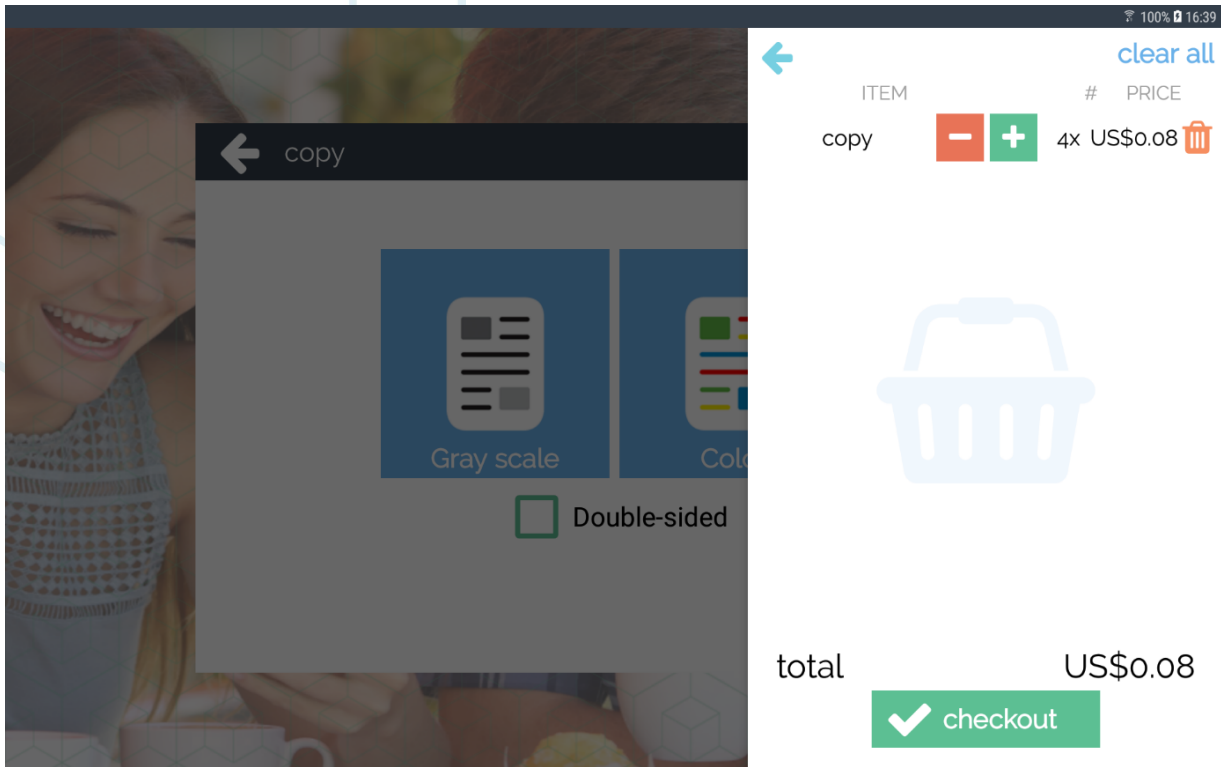 100% 16:39
clear all
ITEM # PRICE
copy 4x US$0.08
copy
Gray scale
Double-sided
total US$0.08
checkout